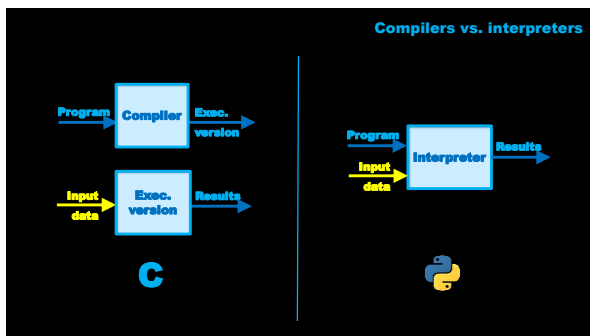 Compilers vs. interpreters
Program
Compiler
Exec.
version
Input
data
Exec.
version
Results
C
Program
Input
data
Interpreter
Results